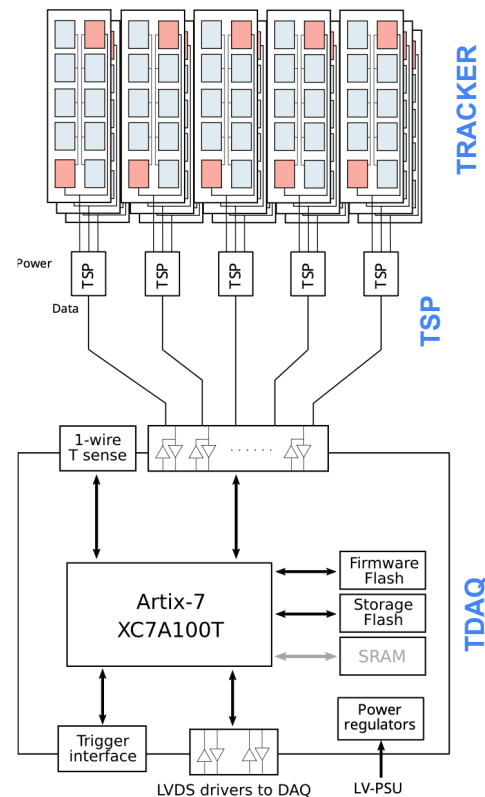 TRACKER
Power
TSP
TSP
TSP
TSP
TSP
Data
TSP
1-wire
T sense
......
Artix-7
XC7A100T
Firmware
Flash
Storage
Flash
SRAM
TDAQ
Power
regulators
Trigger
interface
LVDS drivers to DAQ
LV-PSU